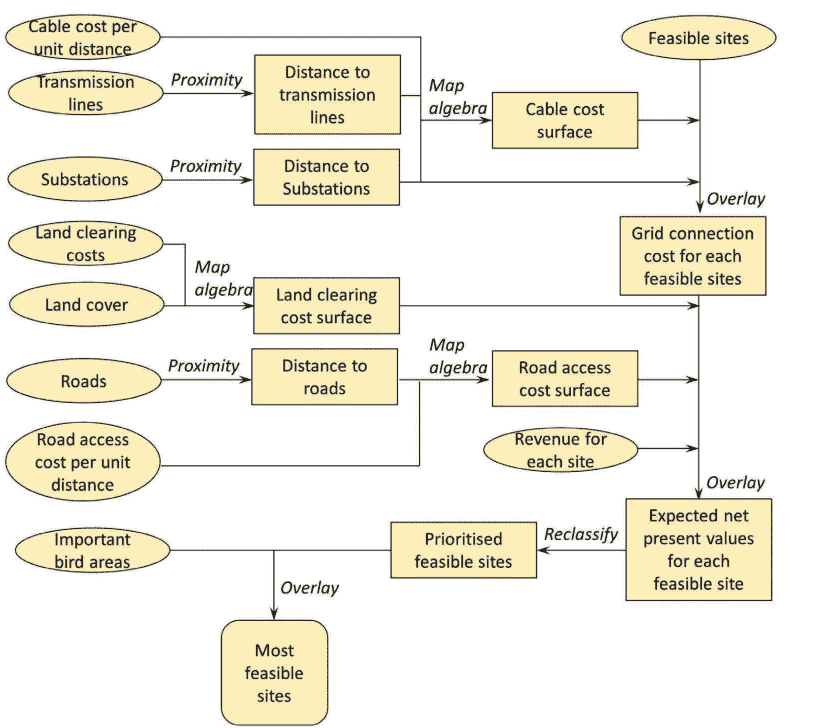 Cable cost per
unit distance
Feasible sites
Transmission
lines
Proximity
Distance to
transmission
lines
Map
algebra
Cable cost
surface
Substations
Proximity
Distance to
Substations
Overlay
Grid connection
cost for each
feasible sites
Land clearing
costs
Map
algebra
Land cover
Land clearing
cost surface
Roads
Proximity
Distance to
roads
Map
algebra
Road access
cost surface
Road access
cost per unit
distance
Revenue for
each site
Overlay
Expected net
present values
for each
feasible site
Reclassify
Prioritised
feasible sites
Important
bird areas
Overlay
Most
feasible
sites